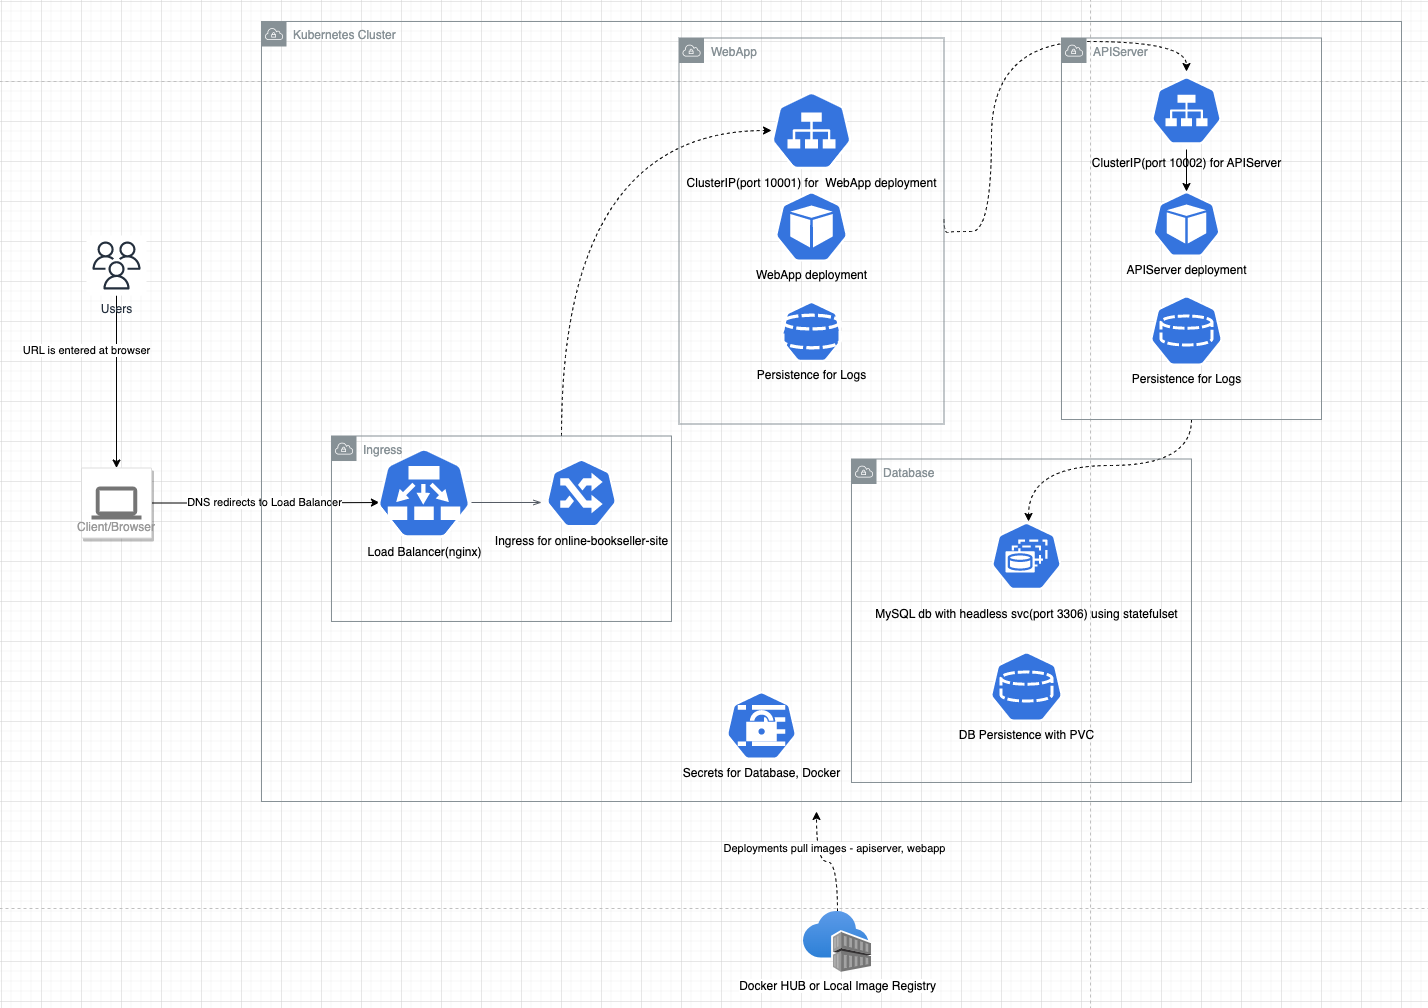 Kubernetes Cluster
WebApp
APIServer
ClusterIP(port 10001) for  WebApp deployment
WebApp deployment
Persistence for Logs
ClusterIP(port 10002) for APIServer
APIServer deployment
Persistence for Logs
Users
URL is entered at browser
Client/Browser
DNS redirects to Load Balancer
Ingress
Load Balancer(nginx)
Ingress for online-bookseller-site
Database
MySQL db with headless svc(port 3306) using statefulset
DB Persistence with PVC
Secrets for Database, Docker
Deployments pull images - apiserver, webapp
Docker HUB or Local Image Registry